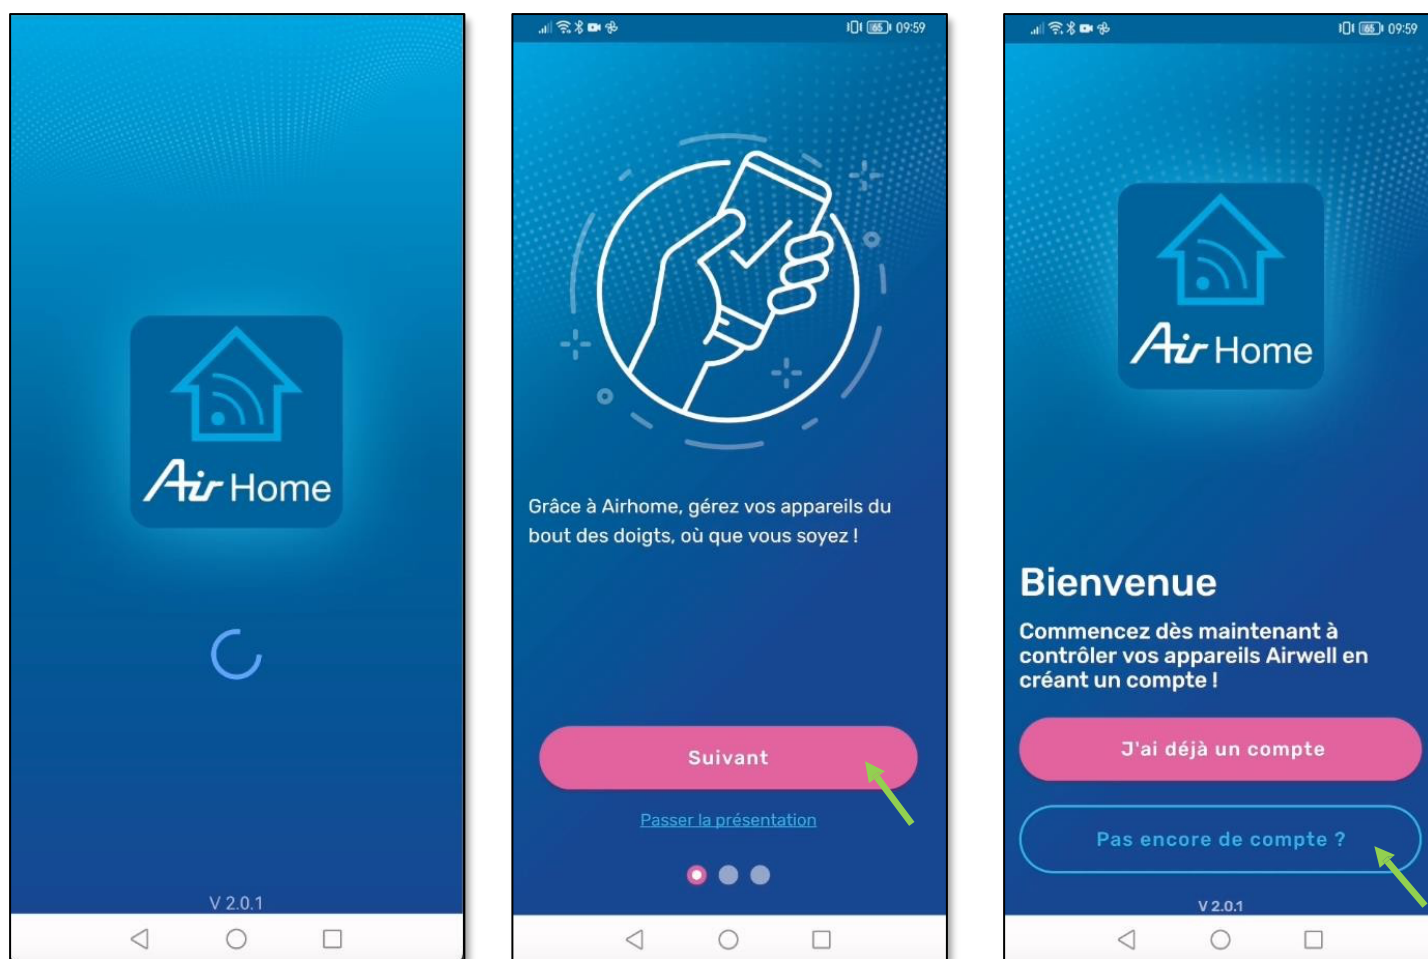 Air Home
V 2.0.1
65 09:59
Grâce à Airhome, gérez vos appareils du
bout des doigts, où que vous soyez !
Suivant
Passer la présentation
65 09:59
Air Home
Bienvenue
Commencez dès maintenant à
contrôler vos appareils Airwell en
créant un compte !
J'ai déjà un compte
Pas encore de compte ?
V 2.0.1